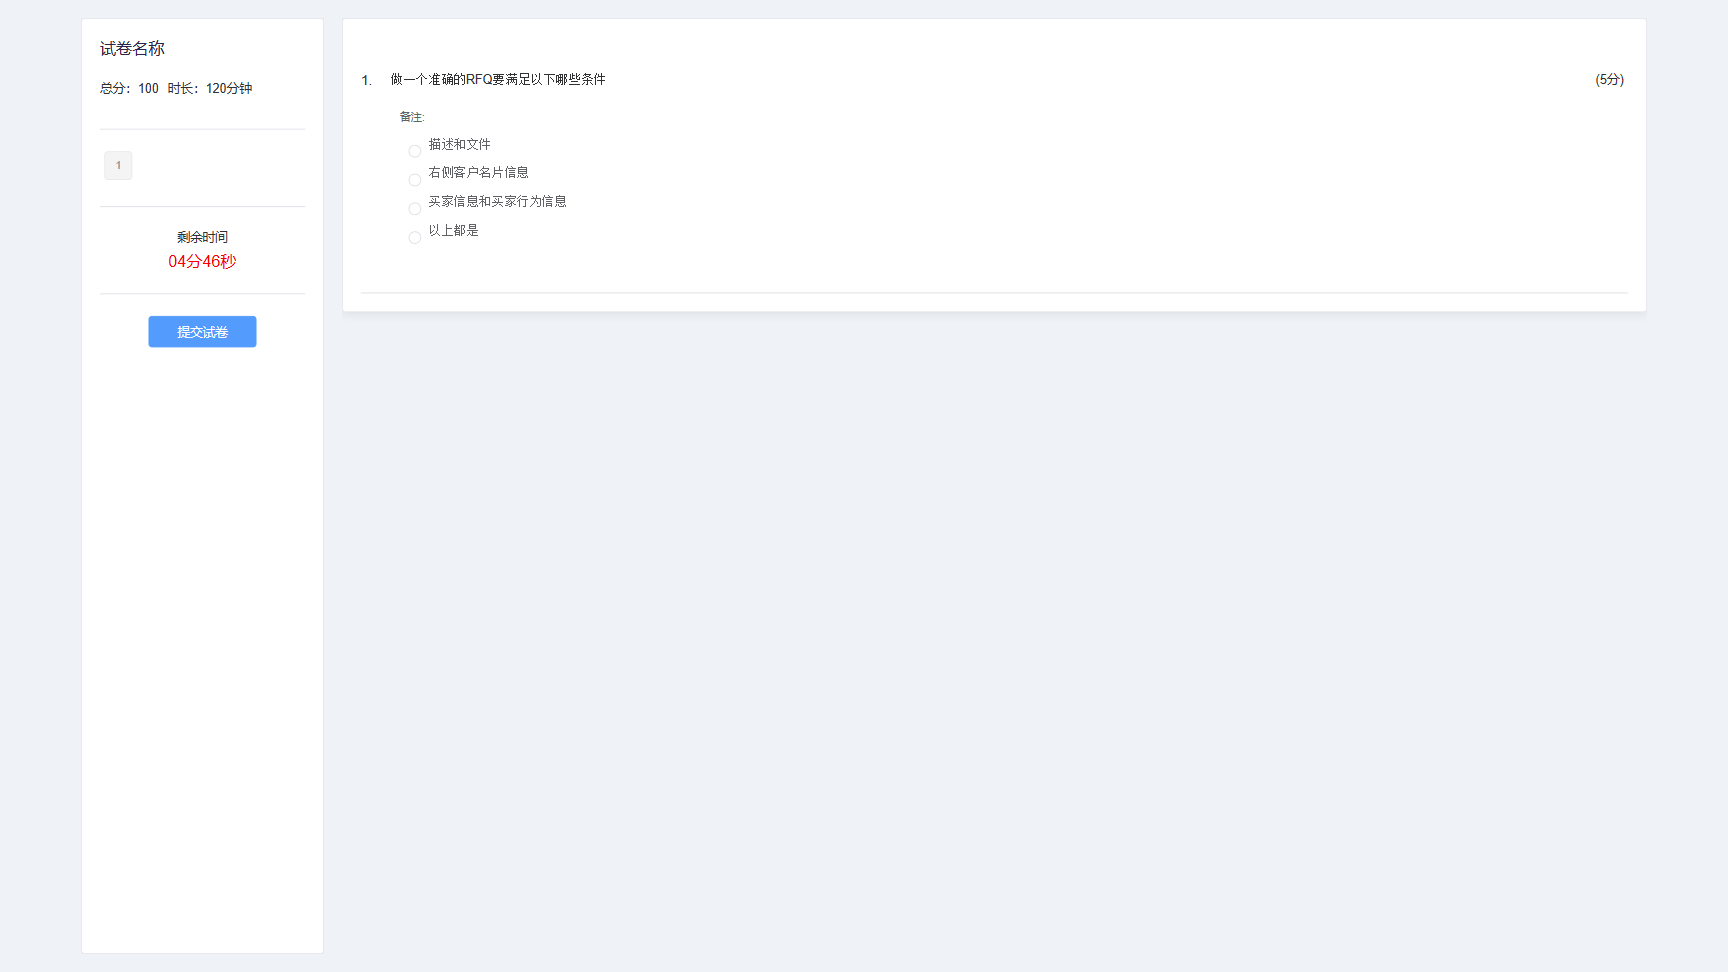 试卷名称
总分：100 时长：120分钟
1
剩余时间
04分46秒
提交试卷
1. 做一个准确的RFQ要满足以下哪些条件 (5分)
备注:
描述和文件
右侧客户名片信息
买家信息和买家行为信息
以上都是